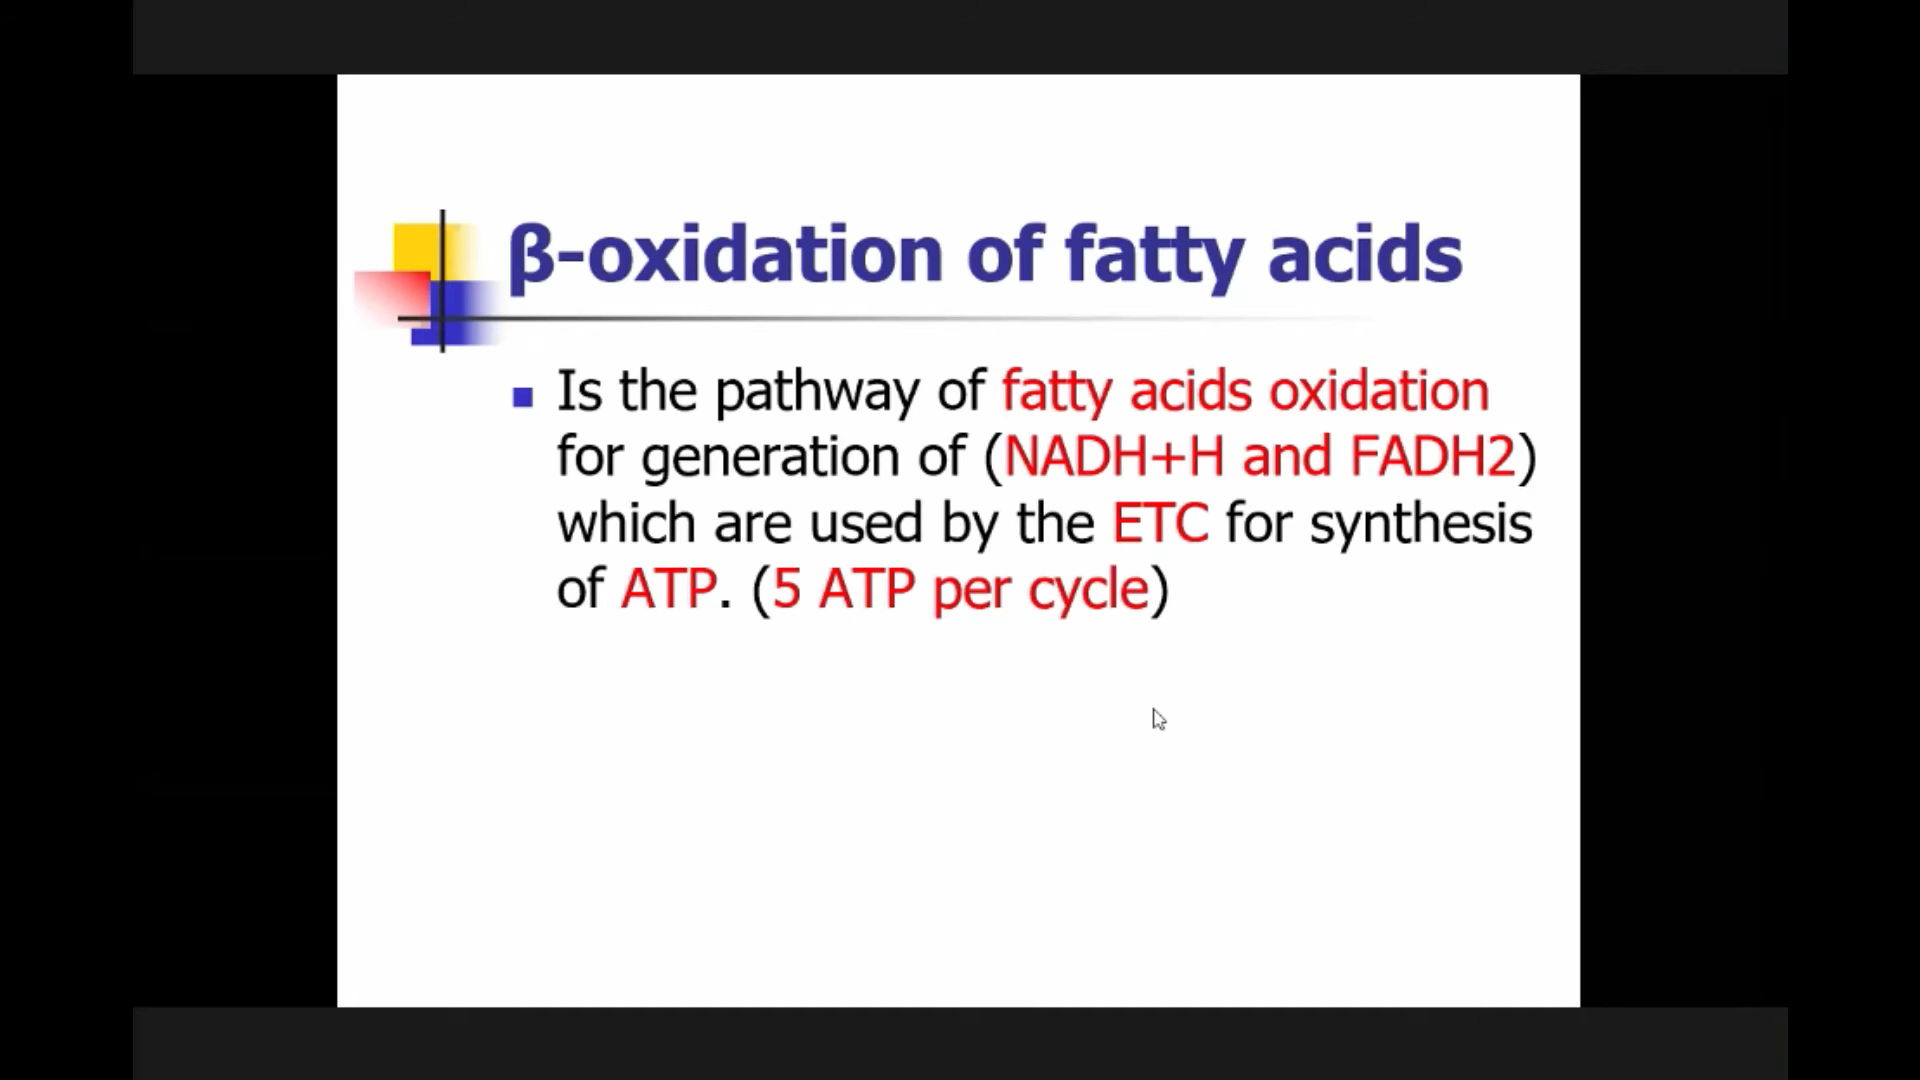 β-oxidation of fatty acids
Is the pathway of fatty acids oxidation
for generation of (NADH+H and FADH2)
which are used by the ETC for synthesis
of ATP. (5 ATP per cycle)